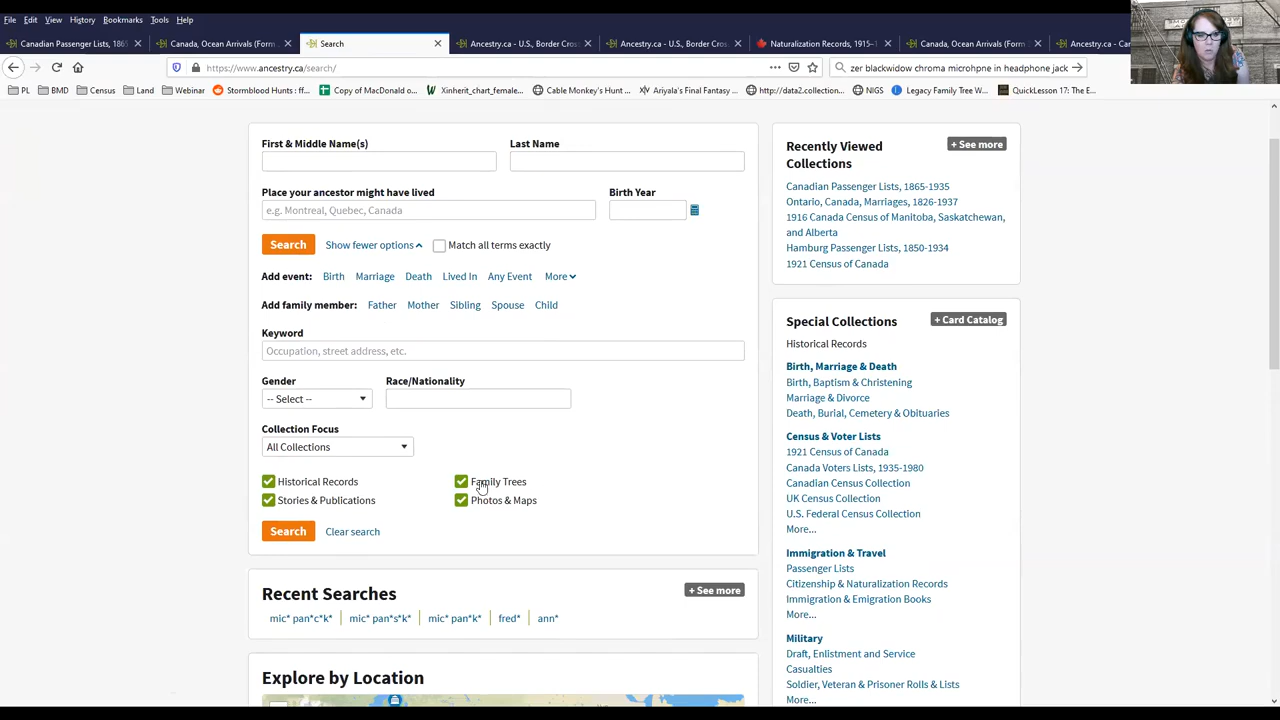 File Edit View History Bookmarks Tools Help
Canadian Passenger Lists, 186
Canada, Ocean Arrivals (Form
Search
Ancestry.ca - U.S., Border Cros
Ancestry.ca - U.S., Border Cros
Naturalization Records, 1915–
Canada, Ocean Arrivals (Form
Ancestry.ca - Ca
https://www.ancestry.ca/search/
zer blackwidow chroma microhpne in headphone jack
PL BMD Census Land Webinar Stormblood Hunts : ff... Copy of MacDonald o... Xinherit_chart_female... Cable Monkey's Hunt ... Ariyala's Final Fantasy ... http://data2.collection... NIGS Legacy Family Tree W... QuickLesson 17: The E...
First & Middle Name(s) Last Name
Place your ancestor might have lived Birth Year
e.g. Montreal, Quebec, Canada
Search Show fewer options Match all terms exactly
Add event: Birth Marriage Death Lived In Any Event More
Add family member: Father Mother Sibling Spouse Child
Keyword
Occupation, street address, etc.
Gender Race/Nationality
-- Select --
Collection Focus
All Collections
Historical Records Family Trees
Stories & Publications Photos & Maps
Search Clear search
Recent Searches + See more
mic* pan*c*k* mic* pan*s*k* mic* pan*k* fred* ann*
Explore by Location
Recently Viewed + See more
Collections
Canadian Passenger Lists, 1865-1935
Ontario, Canada, Marriages, 1826-1937
1916 Canada Census of Manitoba, Saskatchewan,
and Alberta
Hamburg Passenger Lists, 1850-1934
1921 Census of Canada
Special Collections + Card Catalog
Historical Records
Birth, Marriage & Death
Birth, Baptism & Christening
Marriage & Divorce
Death, Burial, Cemetery & Obituaries
Census & Voter Lists
1921 Census of Canada
Canada Voters Lists, 1935-1980
Canadian Census Collection
UK Census Collection
U.S. Federal Census Collection
More...
Immigration & Travel
Passenger Lists
Citizenship & Naturalization Records
Immigration & Emigration Books
More...
Military
Draft, Enlistment and Service
Casualties
Soldier, Veteran & Prisoner Rolls & Lists
More...